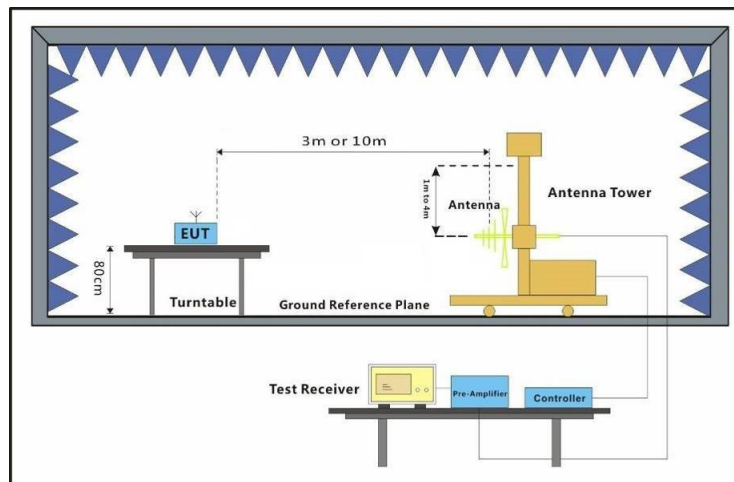 3m or 10m
1m to 4m
Antenna
Antenna Tower
EUT
80cm
Turntable
Ground Reference Plane
Test Receiver
Pre-Amplifier
Controller